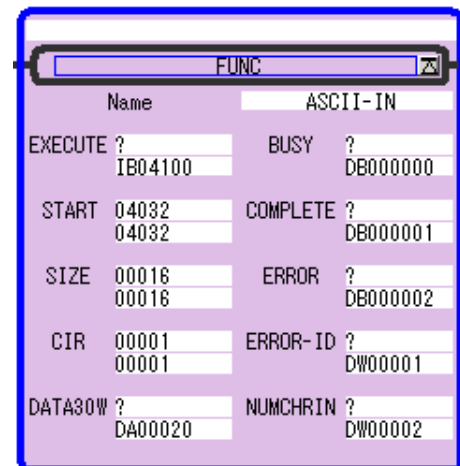 FUNC
Name ASCII-IN
EXECUTE ? BUSY ?
IB04100 DB000000
START 04032 COMPLETE ?
04032 DB000001
SIZE 00016 ERROR ?
00016 DB000002
CIR 00001 ERROR-ID ?
00001 DW00001
DATA30W ? NUMCHRIN ?
DA00020 DW00002